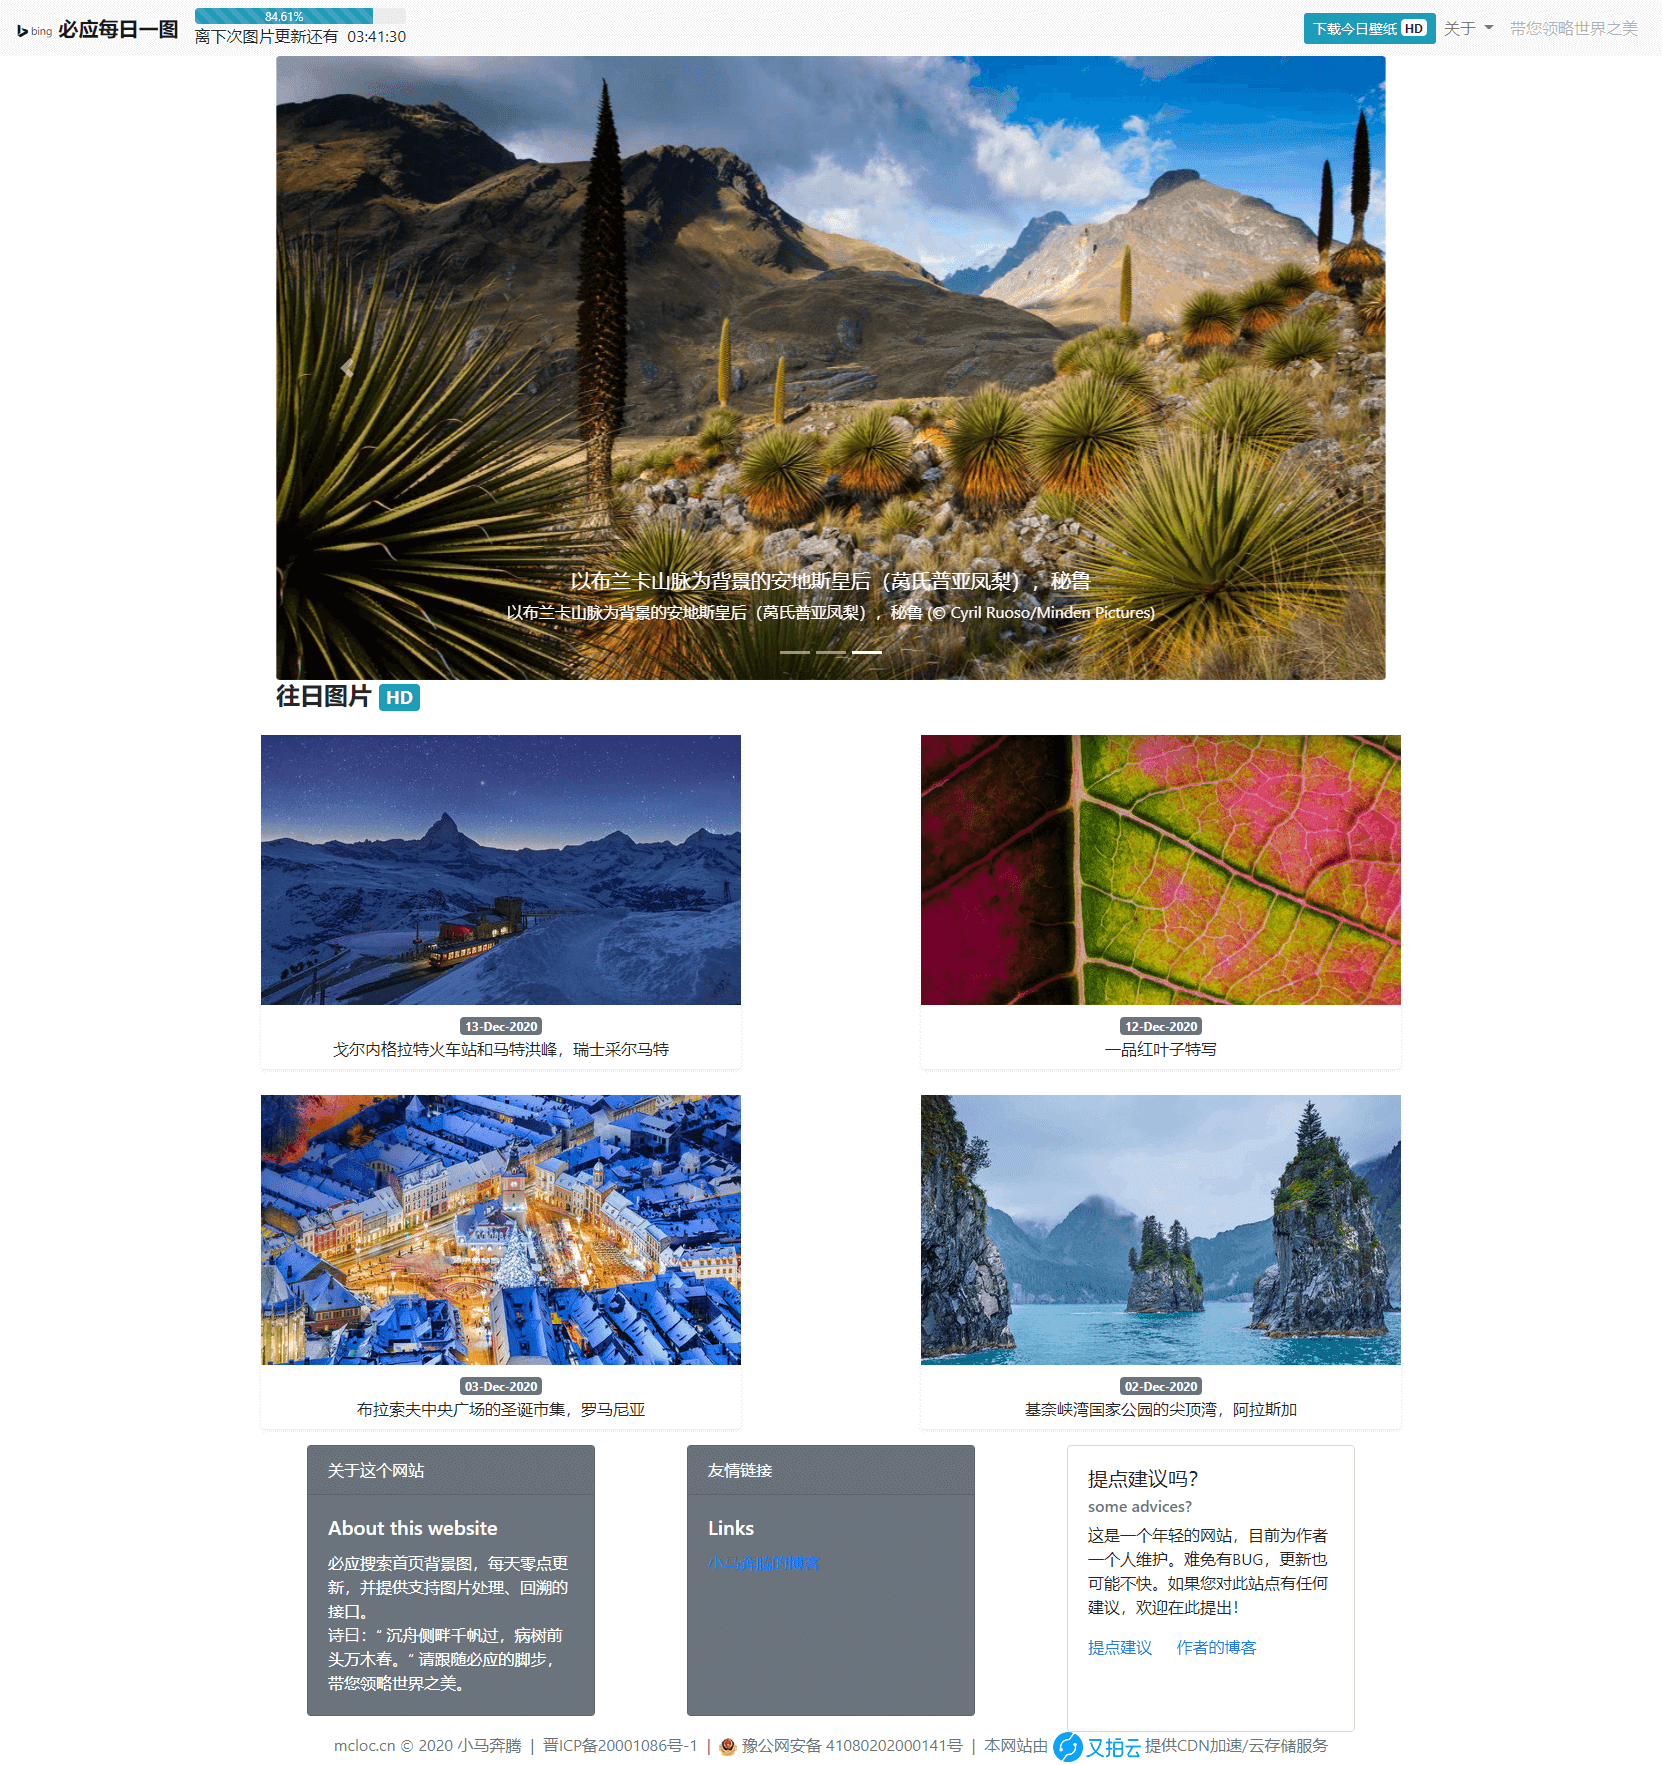 bing 必应每日一图
84.61%
离下次图片更新还有 03:41:30
下载今日壁纸 HD
关于
带您领略世界之美
以布兰卡山脉为背景的安地斯皇后（莴氏普亚凤梨），秘鲁
以布兰卡山脉为背景的安地斯皇后（莴氏普亚凤梨），秘鲁 (© Cyril Ruoso/Minden Pictures)
往日图片 HD
13-Dec-2020
戈尔内格拉特火车站和马特洪峰，瑞士采尔马特
12-Dec-2020
一品红叶子特写
03-Dec-2020
布拉索夫中央广场的圣诞市集，罗马尼亚
02-Dec-2020
基奈峡湾国家公园的尖顶湾，阿拉斯加
关于这个网站
About this website
必应搜索首页背景图，每天零点更
新，并提供支持图片处理、回溯的
接口。
诗曰：“ 沉舟侧畔千帆过，病树前
头万木春。“ 请跟随必应的脚步，
带您领略世界之美。
友情链接
Links
小马奔腾的博客
提点建议吗？
some advices?
这是一个年轻的网站，目前为作者
一个人维护。难免有BUG，更新也
可能不快。如果您对此站点有任何
建议，欢迎在此提出！
提点建议 作者的博客
mcloc.cn © 2020 小马奔腾 | 晋ICP备20001086号-1 | 豫公网安备 41080202000141号 | 本网站由 又拍云 提供CDN加速/云存储服务